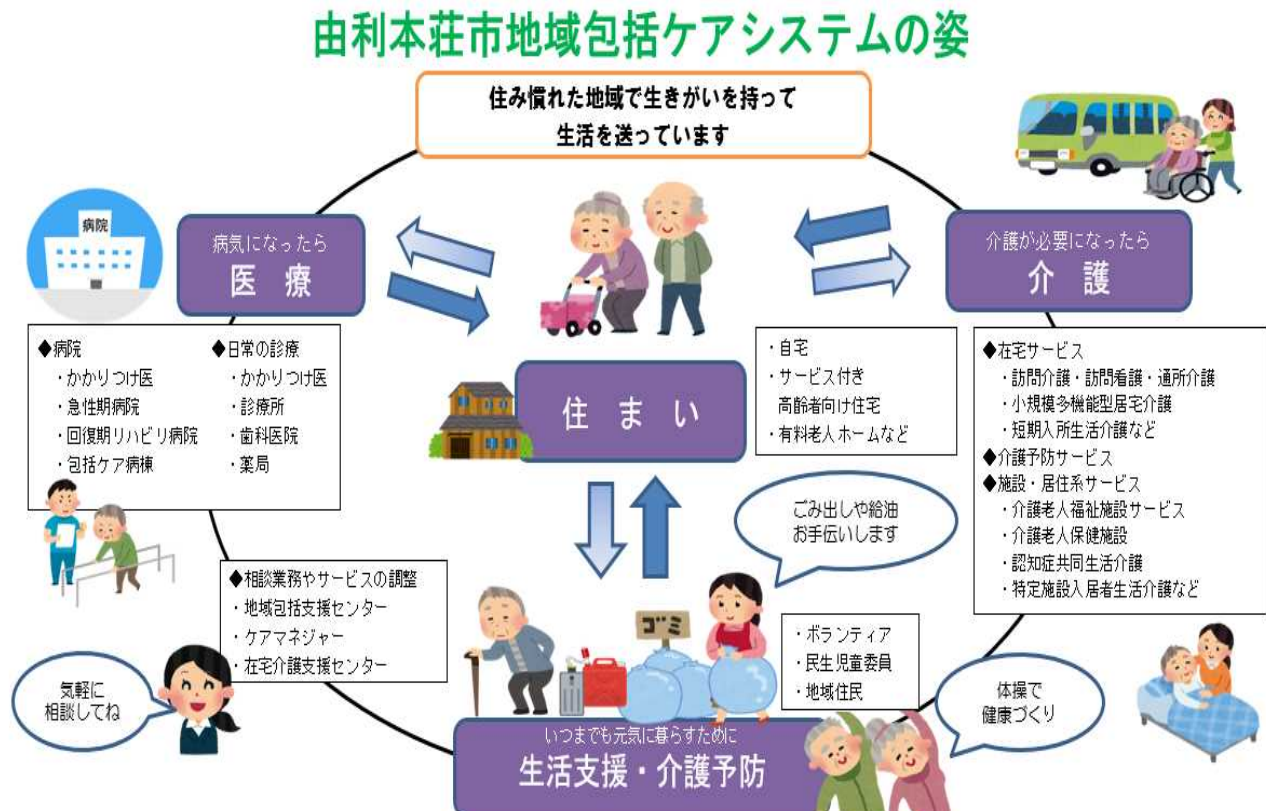 由利本荘市地域包括ケアシステムの姿
住み慣れた地域で生きがいを持って
生活を送っています
病院
病気になったら
医療
介護が必要になったら
介護
◆病院
・かかりつけ医
・急性期病院
・回復期リハビリ病院
・包括ケア病棟
◆日常の診療
・かかりつけ医
・診療所
・歯科医院
・薬局
住まい
・自宅
・サービス付き
高齢者向け住宅
・有料老人ホームなど
◆在宅サービス
・訪問介護・訪問看護・通所介護
・小規模多機能型居宅介護
・短期入所生活介護など
◆介護予防サービス
◆施設・居住系サービス
・介護老人福祉施設サービス
・介護老人保健施設
・認知症共同生活介護
・特定施設入居者生活介護など
ごみ出しや給油
お手伝いします
◆相談業務やサービスの調整
・地域包括支援センター
・ケアマネジャー
・在宅介護支援センター
気軽に
相談してね
ゴミ
・ボランティア
・民生児童委員
・地域住民
体操で
健康づくり
いつまでも元気に暮らすために
生活支援・介護予防